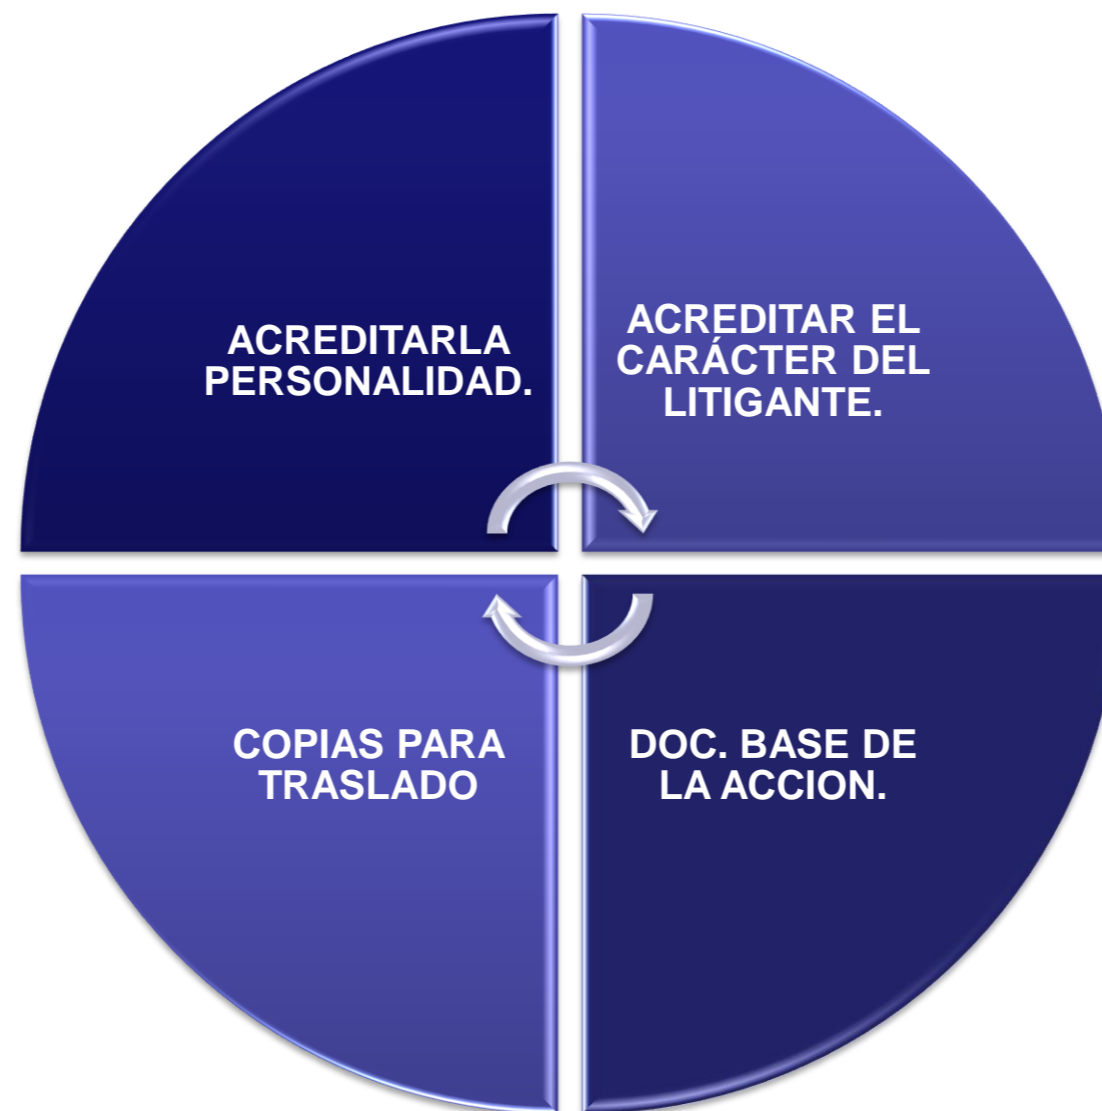 ACREDITARLA
PERSONALIDAD.
ACREDITAR EL
CARÁCTER DEL
LITIGANTE.
COPIAS PARA
TRASLADO
DOC. BASE DE
LA ACCION.